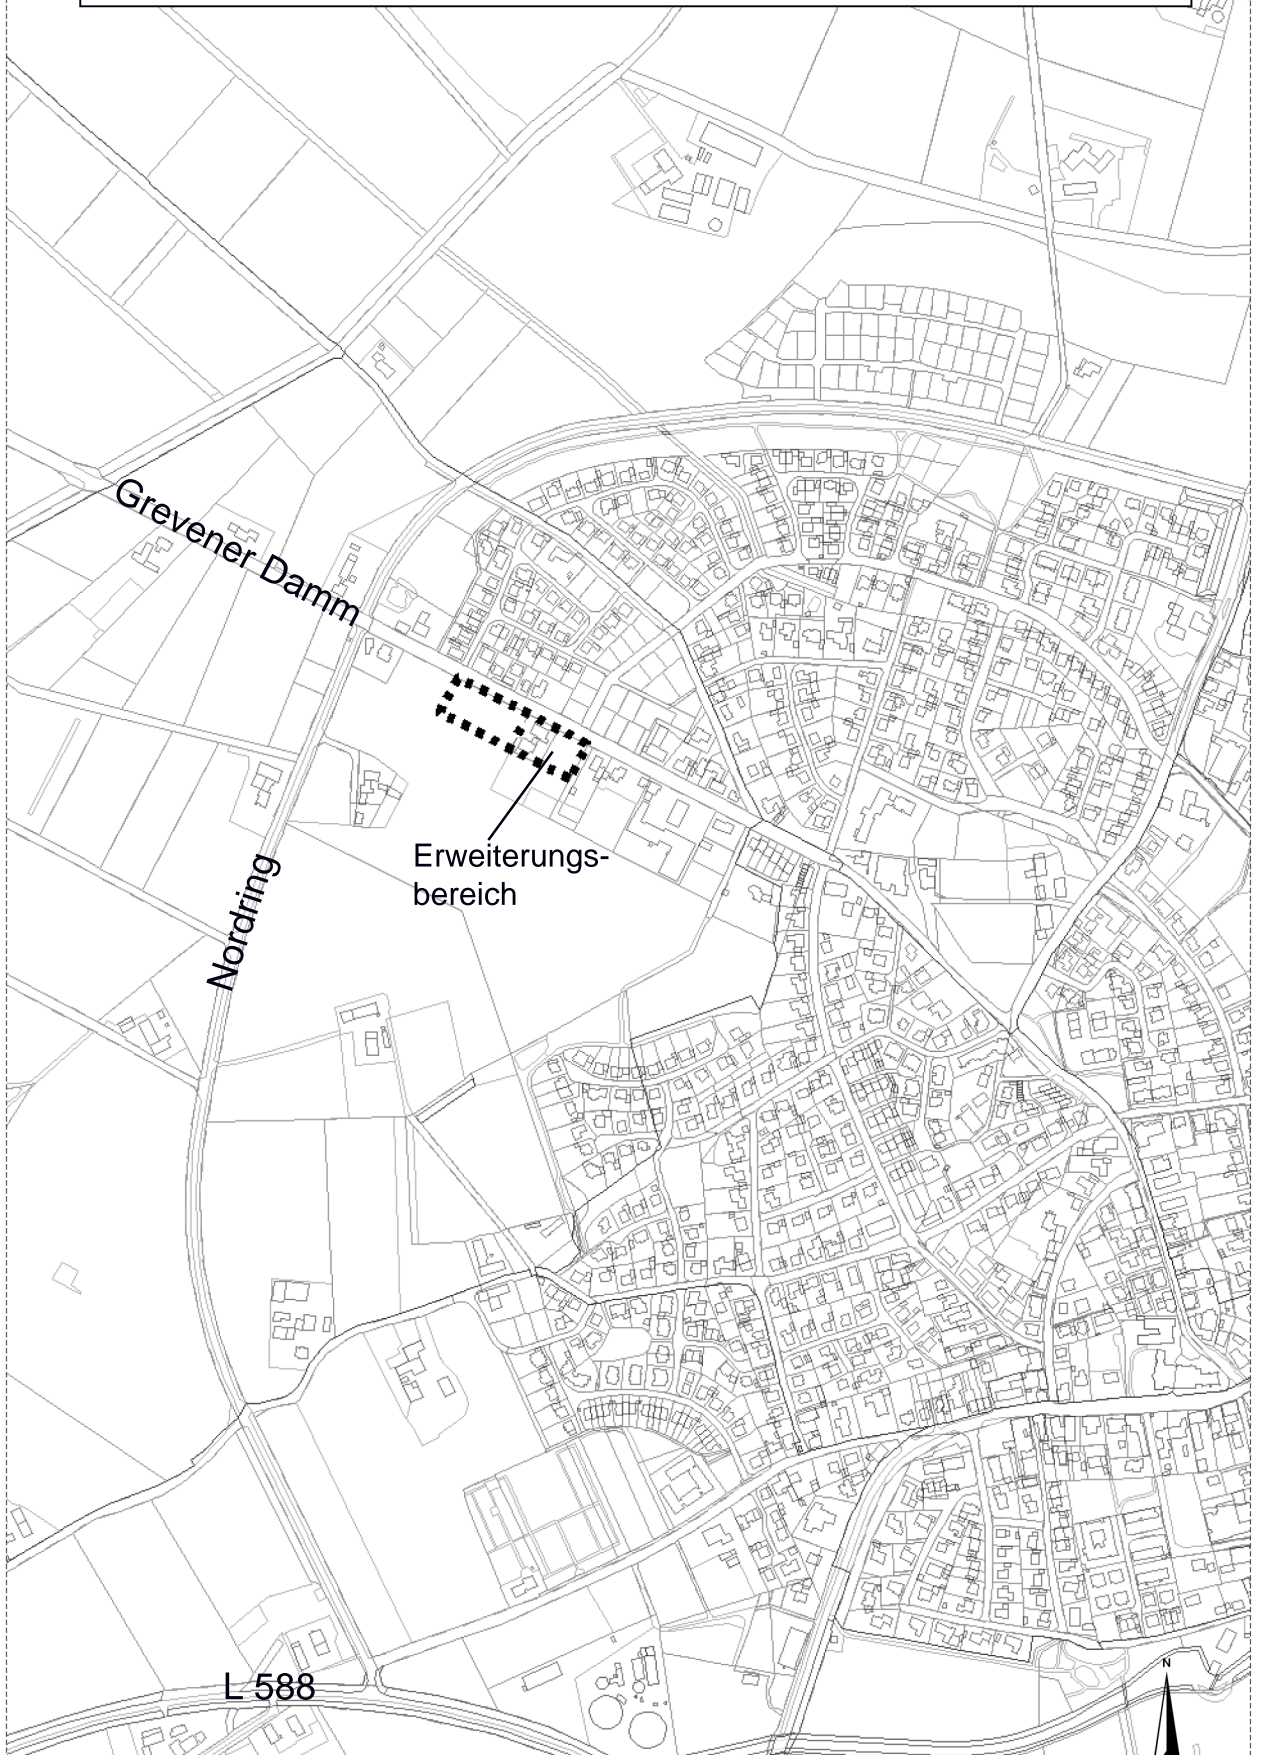 Grevener Damm
Erweiterungs-
bereich
Nordring
L 588
N